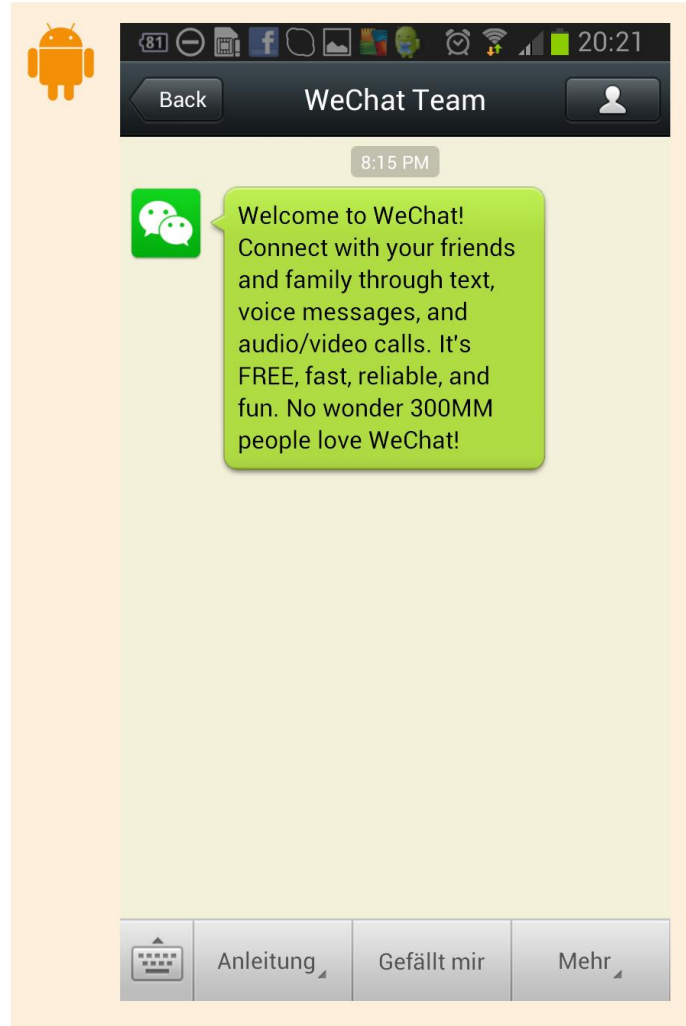 81
20:21
Back
WeChat Team
8:15 PM
Welcome to WeChat!
Connect with your friends
and family through text,
voice messages, and
audio/video calls. It's
FREE, fast, reliable, and
fun. No wonder 300MM
people love WeChat!
Anleitung
Gefällt mir
Mehr